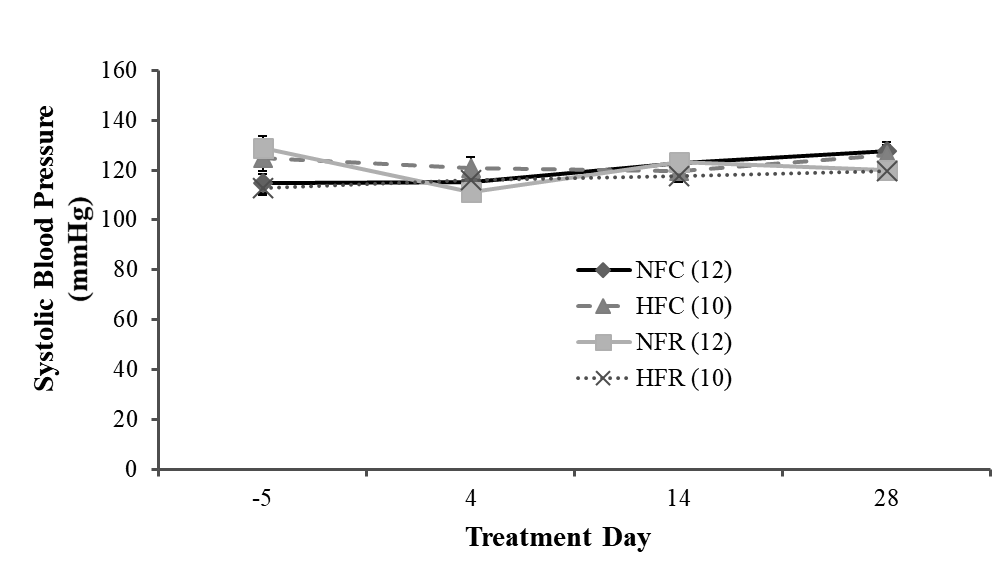 160
140
120
100
80
60
40
20
0
Systolic Blood Pressure
(mmHg)
NFC (12)
HFC (10)
NFR (12)
HFR (10)
-5 4 14 28
Treatment Day